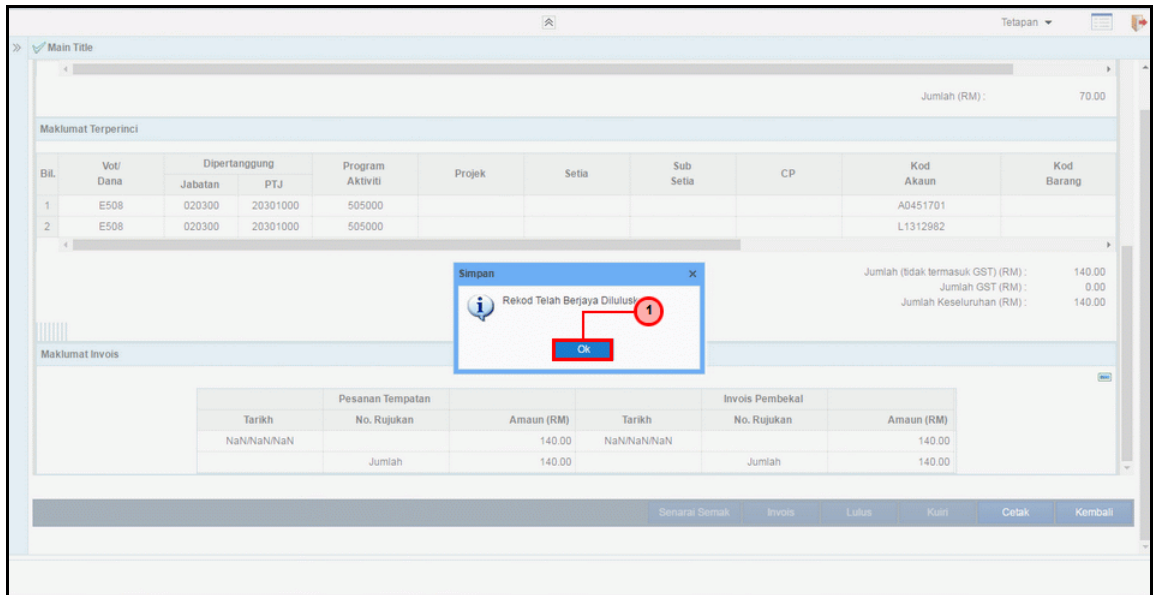 Tetapan
Main Title
Jumlah (RM) : 70.00
Maklumat Terperinci
Bil. Vot/ Dana Dipertanggung Jabatan PTJ Program Aktiviti Projek Setia Sub Setia CP Kod Akaun Kod Barang
1 E508 020300 20301000 505000 A0451701
2 E508 020300 20301000 505000 L1312982
Jumlah (tidak termasuk GST) (RM) : 140.00
Jumlah GST (RM) : 0.00
Jumlah Keseluruhan (RM) : 140.00
Simpan
Rekod Telah Berjaya Dilulusk
1
Ok
Maklumat Invois
Pesanan Tempatan Invois Pembekal
Tarikh No. Rujukan Amaun (RM) Tarikh No. Rujukan Amaun (RM)
NaN/NaN/NaN 140.00 NaN/NaN/NaN 140.00
Jumlah 140.00 Jumlah 140.00
Senarai Semak Invois Lulus Kuiri Cetak Kembali